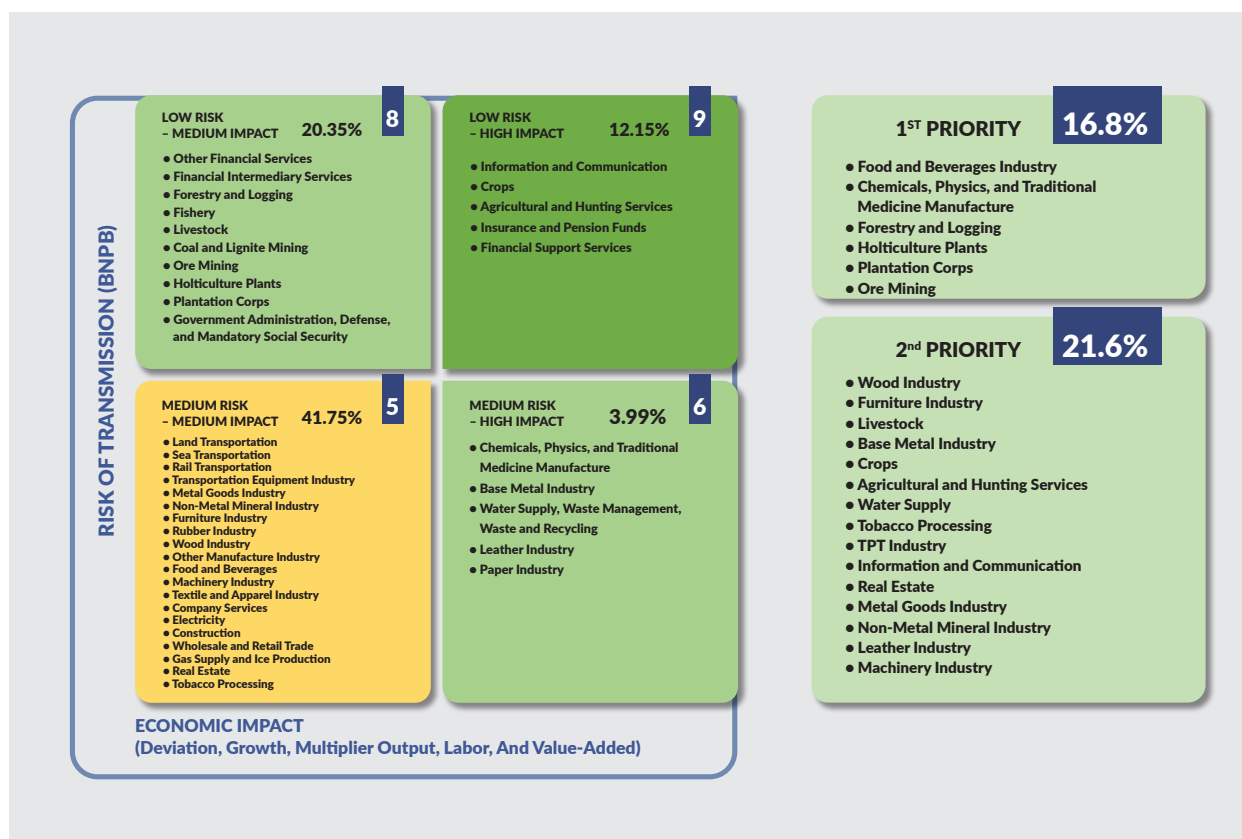 RISK OF TRANSMISSION (BNPB)
LOW RISK
– MEDIUM IMPACT 20.35%
8
● Other Financial Services
● Financial Intermediary Services
● Forestry and Logging
● Fishery
● Livestock
● Coal and Lignite Mining
● Ore Mining
● Holticulture Plants
● Plantation Corps
● Government Administration, Defense,
and Mandatory Social Security
LOW RISK
– HIGH IMPACT 12.15%
9
● Information and Communication
● Crops
● Agricultural and Hunting Services
● Insurance and Pension Funds
● Financial Support Services
MEDIUM RISK
– MEDIUM IMPACT 41.75%
5
● Land Transportation
● Sea Transportation
● Rail Transportation
● Transportation Equipment Industry
● Metal Goods Industry
● Non-Metal Mineral Industry
● Furniture Industry
● Rubber Industry
● Wood Industry
● Other Manufacture Industry
● Food and Beverages
● Machinery Industry
● Textile and Apparel Industry
● Company Services
● Electricity
● Construction
● Wholesale and Retail Trade
● Gas Supply and Ice Production
● Real Estate
● Tobacco Processing
MEDIUM RISK
– HIGH IMPACT 3.99%
6
● Chemicals, Physics, and Traditional
Medicine Manufacture
● Base Metal Industry
● Water Supply, Waste Management,
Waste and Recycling
● Leather Industry
● Paper Industry
ECONOMIC IMPACT
(Deviation, Growth, Multiplier Output, Labor, And Value-Added)
1ST PRIORITY 16.8%
● Food and Beverages Industry
● Chemicals, Physics, and Traditional
Medicine Manufacture
● Forestry and Logging
● Holticulture Plants
● Plantation Corps
● Ore Mining
2nd PRIORITY 21.6%
● Wood Industry
● Furniture Industry
● Livestock
● Base Metal Industry
● Crops
● Agricultural and Hunting Services
● Water Supply
● Tobacco Processing
● TPT Industry
● Information and Communication
● Real Estate
● Metal Goods Industry
● Non-Metal Mineral Industry
● Leather Industry
● Machinery Industry